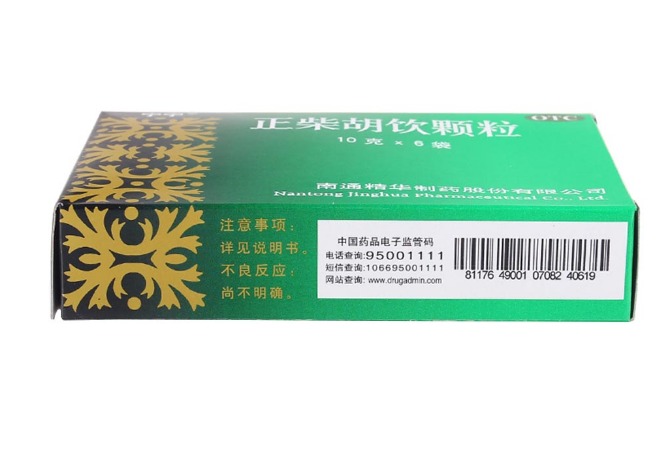 正柴胡饮颗粒
OTC
10克×6袋
南通精华制药股份有限公司
Nantong Jinghua Pharmaceutical Co., Ltd.
注意事项：
详见说明书。
不良反应：
尚不明确。
中国药品电子监管码
电话查询:95001111
短信查询:106695001111
网站查询: www.drugadmin.com
81176 49001 07082 40619